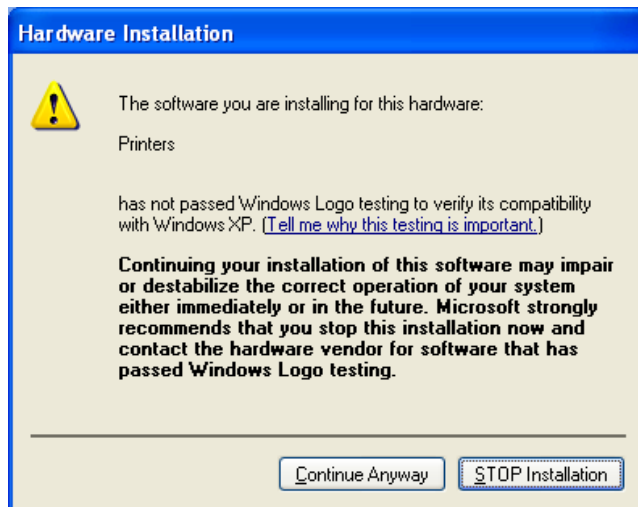 Hardware Installation
The software you are installing for this hardware:
Printers
has not passed Windows Logo testing to verify its compatibility
with Windows XP. (Tell me why this testing is important.)
Continuing your installation of this software may impair
or destabilize the correct operation of your system
either immediately or in the future. Microsoft strongly
recommends that you stop this installation now and
contact the hardware vendor for software that has
passed Windows Logo testing.
Continue Anyway STOP Installation